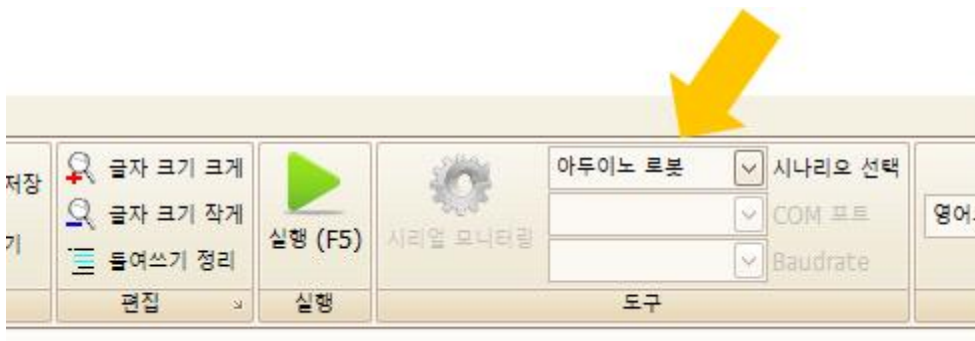 저장
기
글자 크기 크게
글자 크기 작게
들여쓰기 정리
편집
실행 (F5)
실행
시리얼 모니터링
아두이노 로봇
시나리오 선택
COM 포트
Baudrate
도구
영어